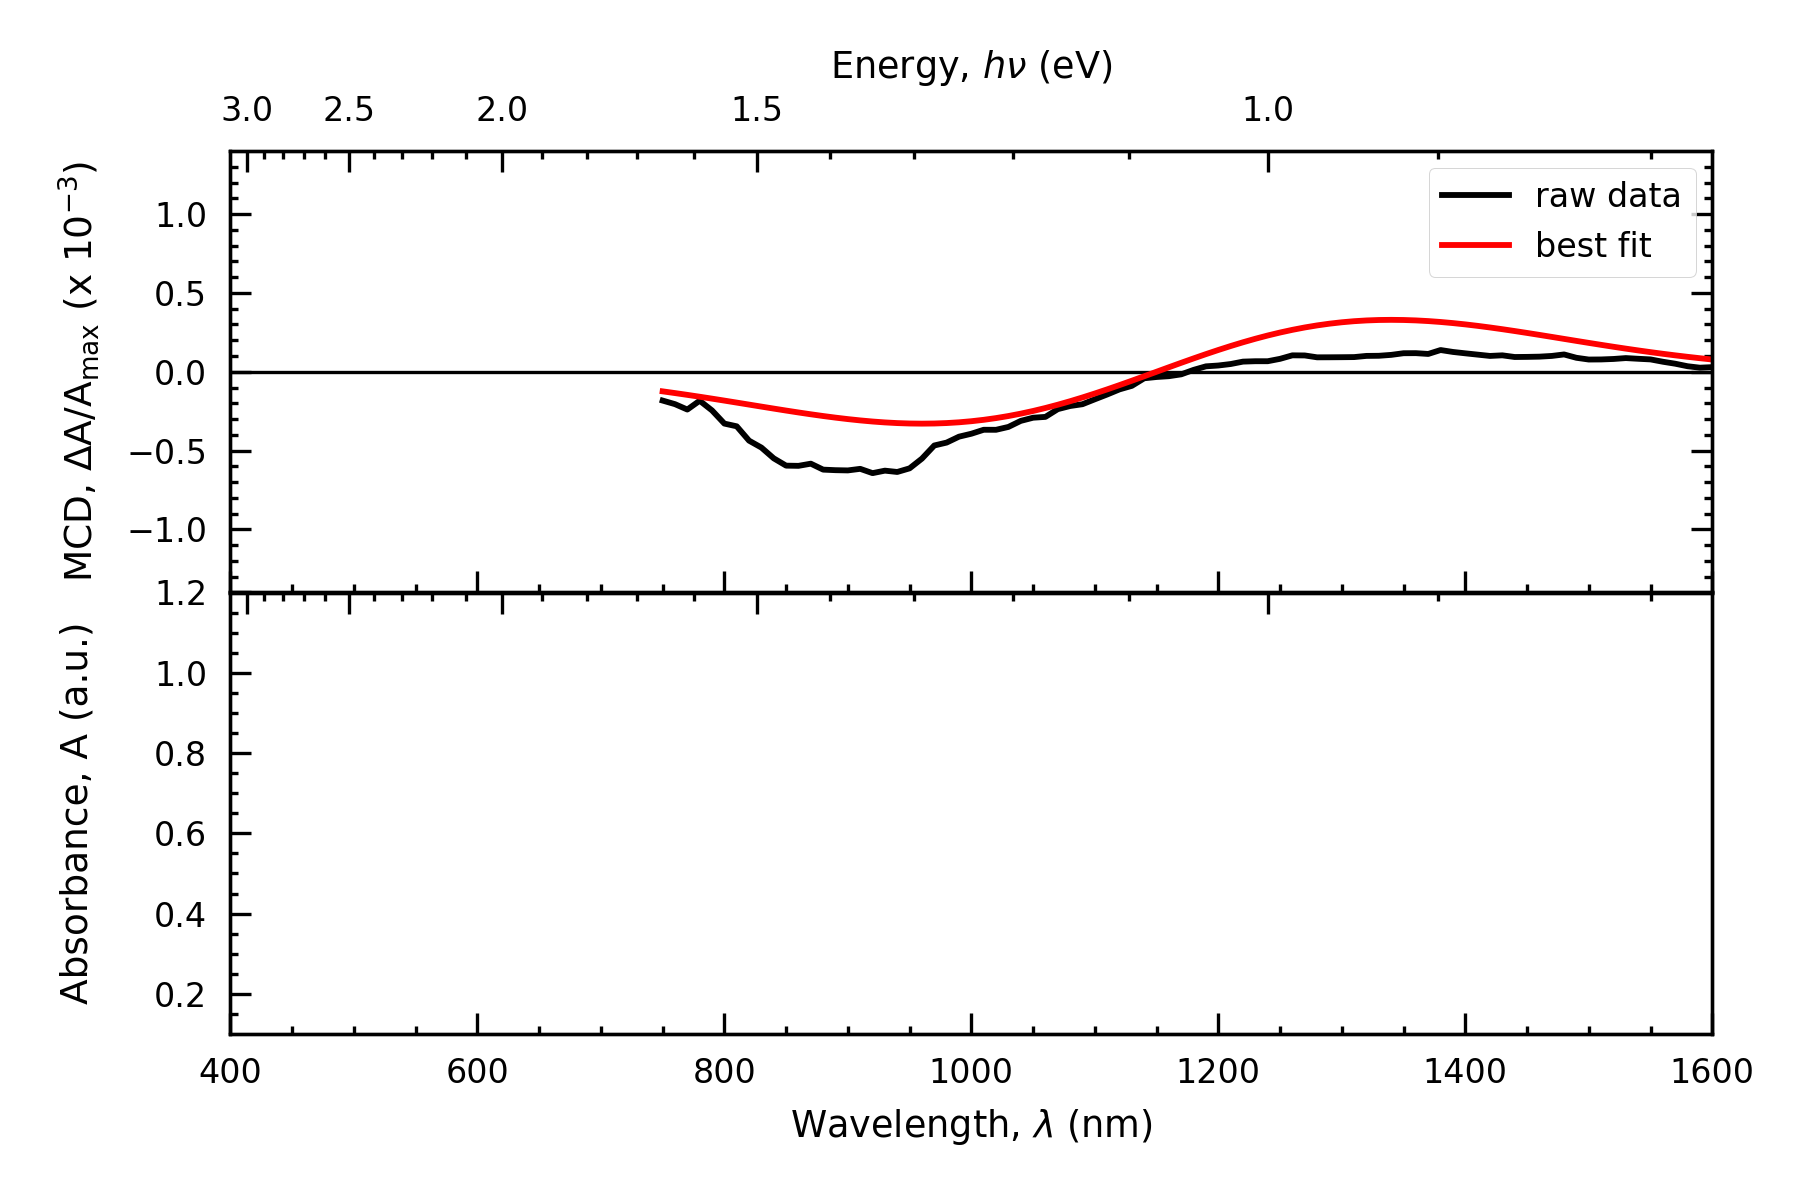 Energy, hν (eV)
3.0 2.5 2.0 1.5 1.0
MCD, ΔA/A_max (x 10⁻³)
1.0
0.5
0.0
−0.5
−1.0
raw data
best fit
Absorbance, A (a.u.)
1.2
1.0
0.8
0.6
0.4
0.2
400 600 800 1000 1200 1400 1600
Wavelength, λ (nm)